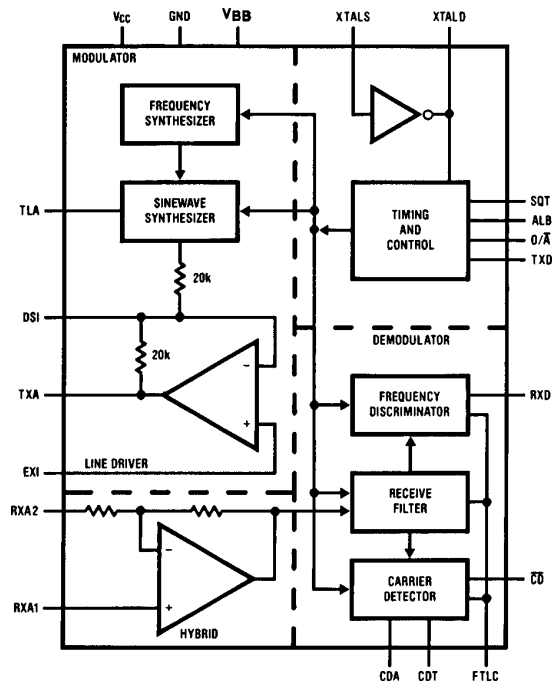 VCC GND VBB XTALS XTALD
MODULATOR
FREQUENCY
SYNTHESIZER
TLA
SINEWAVE
SYNTHESIZER
TIMING
AND
CONTROL
SQT
ALB
O/A̅
TXD
20k
DSI
20k
DEMODULATOR
−
TXA
FREQUENCY
DISCRIMINATOR
RXD
+
LINE DRIVER
EXI
RXA2
RECEIVE
FILTER
−
CARRIER
DETECTOR
C̅D̅
RXA1
+
HYBRID
CDA CDT FTLC